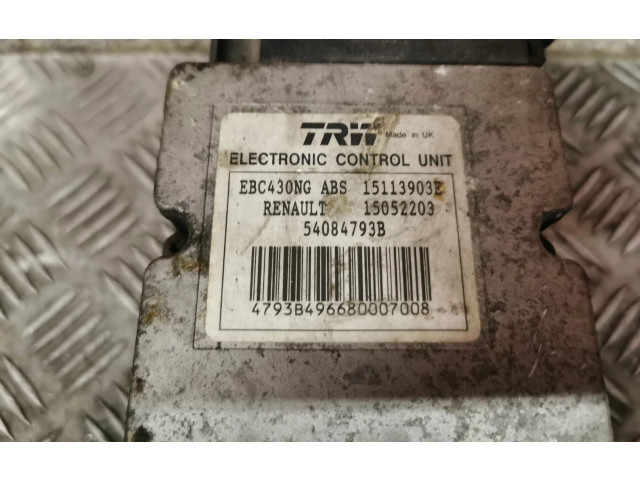 TRW Made in UK
ELECTRONIC CONTROL UNIT
EBC430NG ABS 15113903E
RENAULT 15052203
54084793B
4793B49668D007008